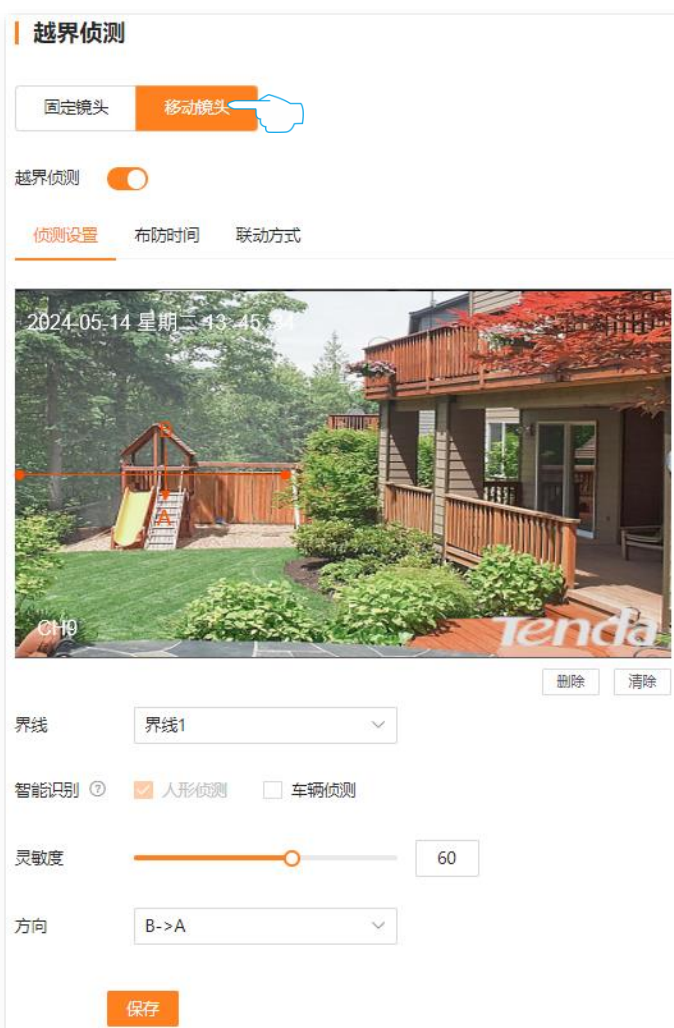 越界侦测
固定镜头 移动镜头
越界侦测
侦测设置 布防时间 联动方式
2024-05-14 星期二 13:45:
B
A
CH9
Tenda
删除 清除
界线 界线1
智能识别 ? 人形侦测 车辆侦测
灵敏度 60
方向 B->A
保存